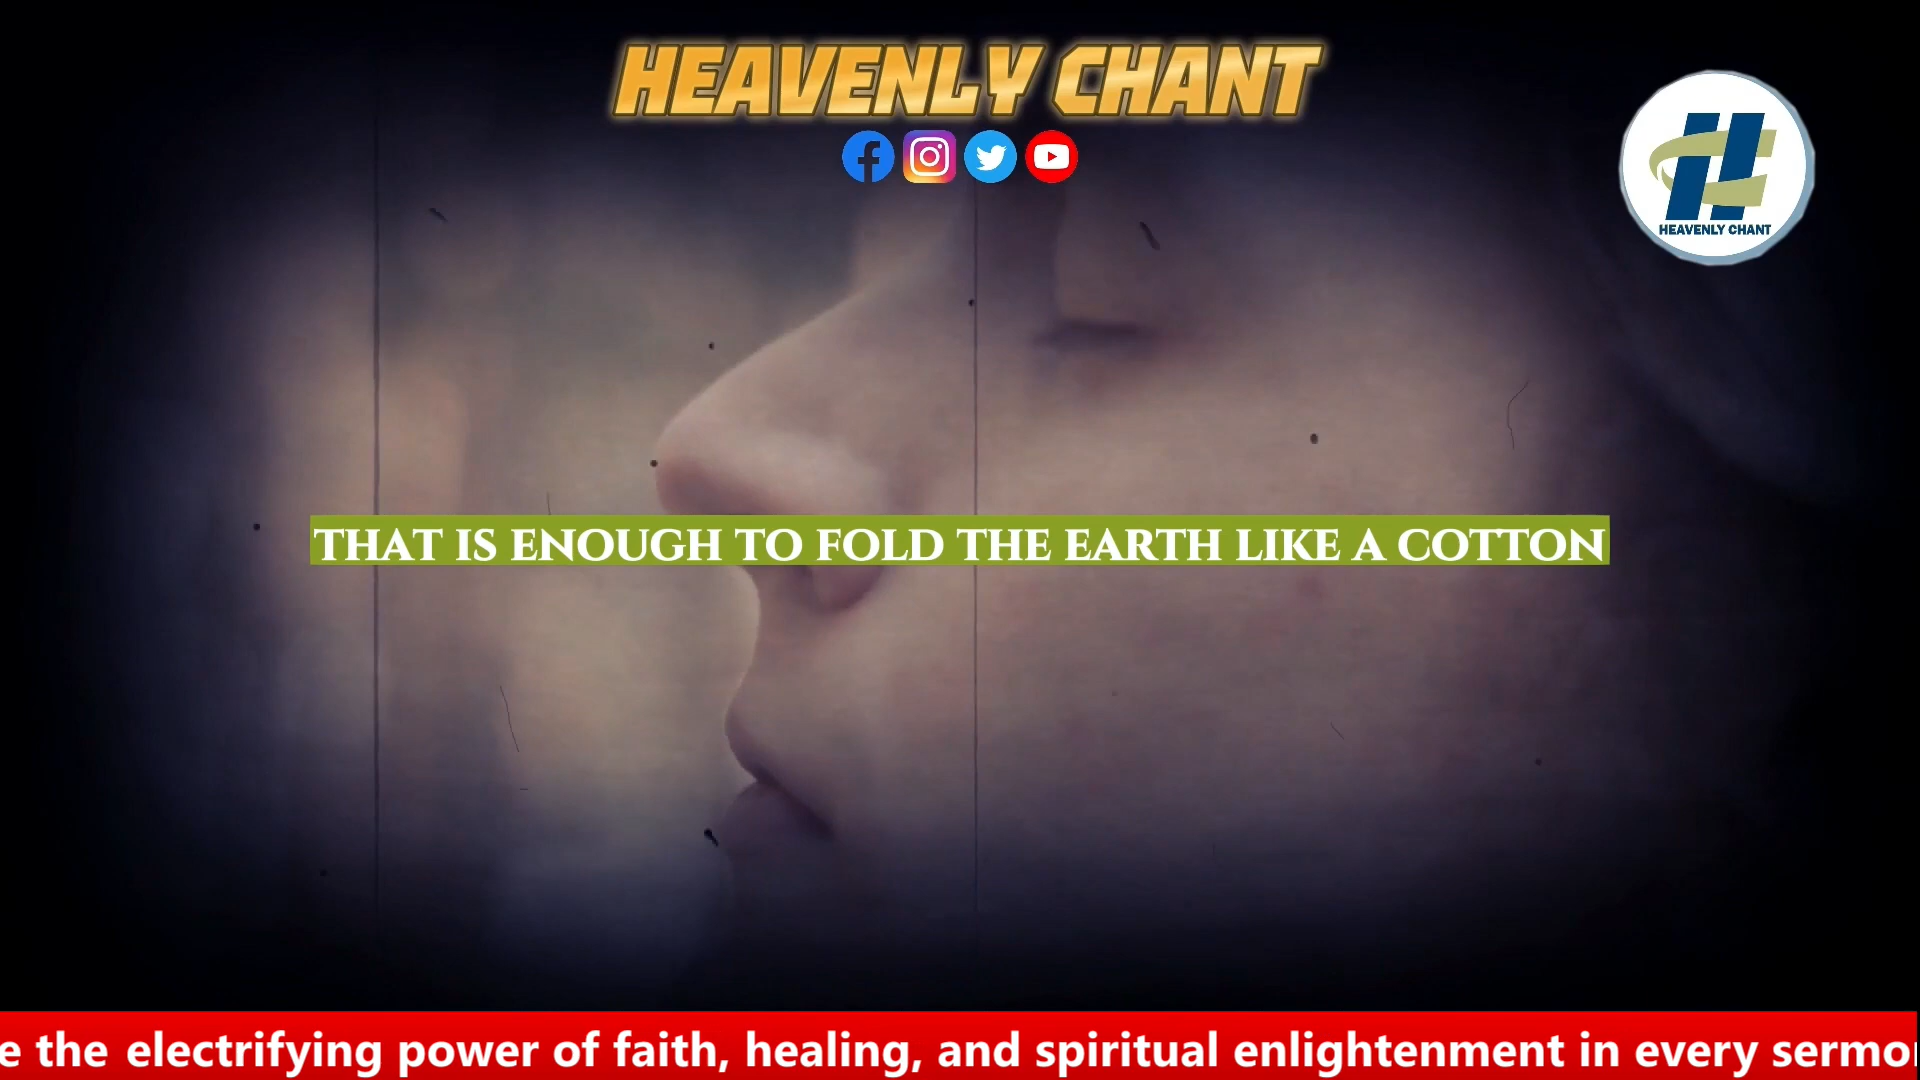 HEAVENLY CHANT
HEAVENLY CHANT
THAT IS ENOUGH TO FOLD THE EARTH LIKE A COTTON
e the electrifying power of faith, healing, and spiritual enlightenment in every sermo